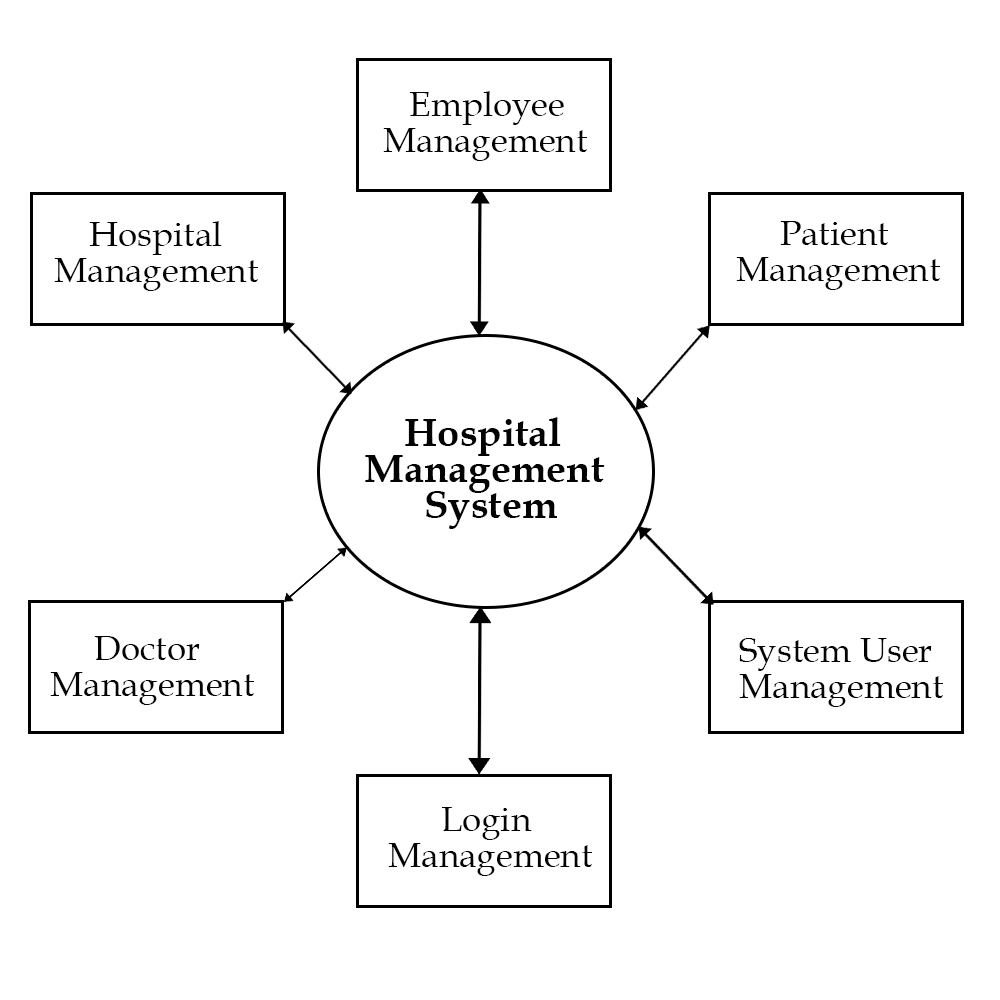 Employee
Management
Hospital
Management
Patient
Management
Hospital
Management
System
Doctor
Management
System User
Management
Login
Management